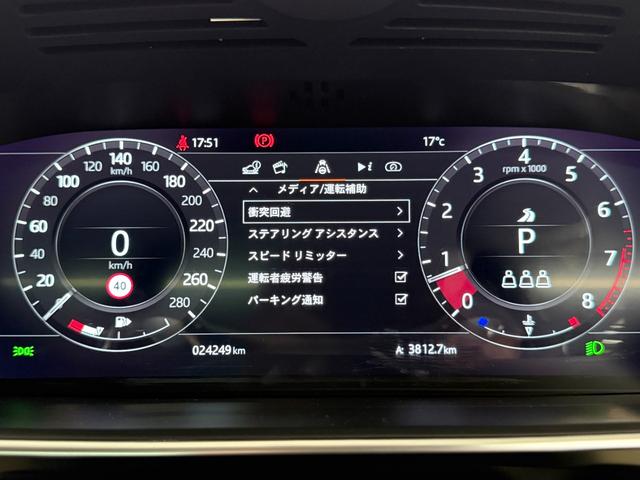 17:51
17°c
メディア/運転補助
衝突回避
ステアリング アシスタンス
スピード リミッター
運転者疲労警告
パーキング通知
0 20 40 60 80 100 120 140 160 180 200 220 240 260 280
km/h
0
km/h
40
0 1 2 3 4 5 6 7 8
rpm x 1000
P
024249 km
A: 3812.7 km